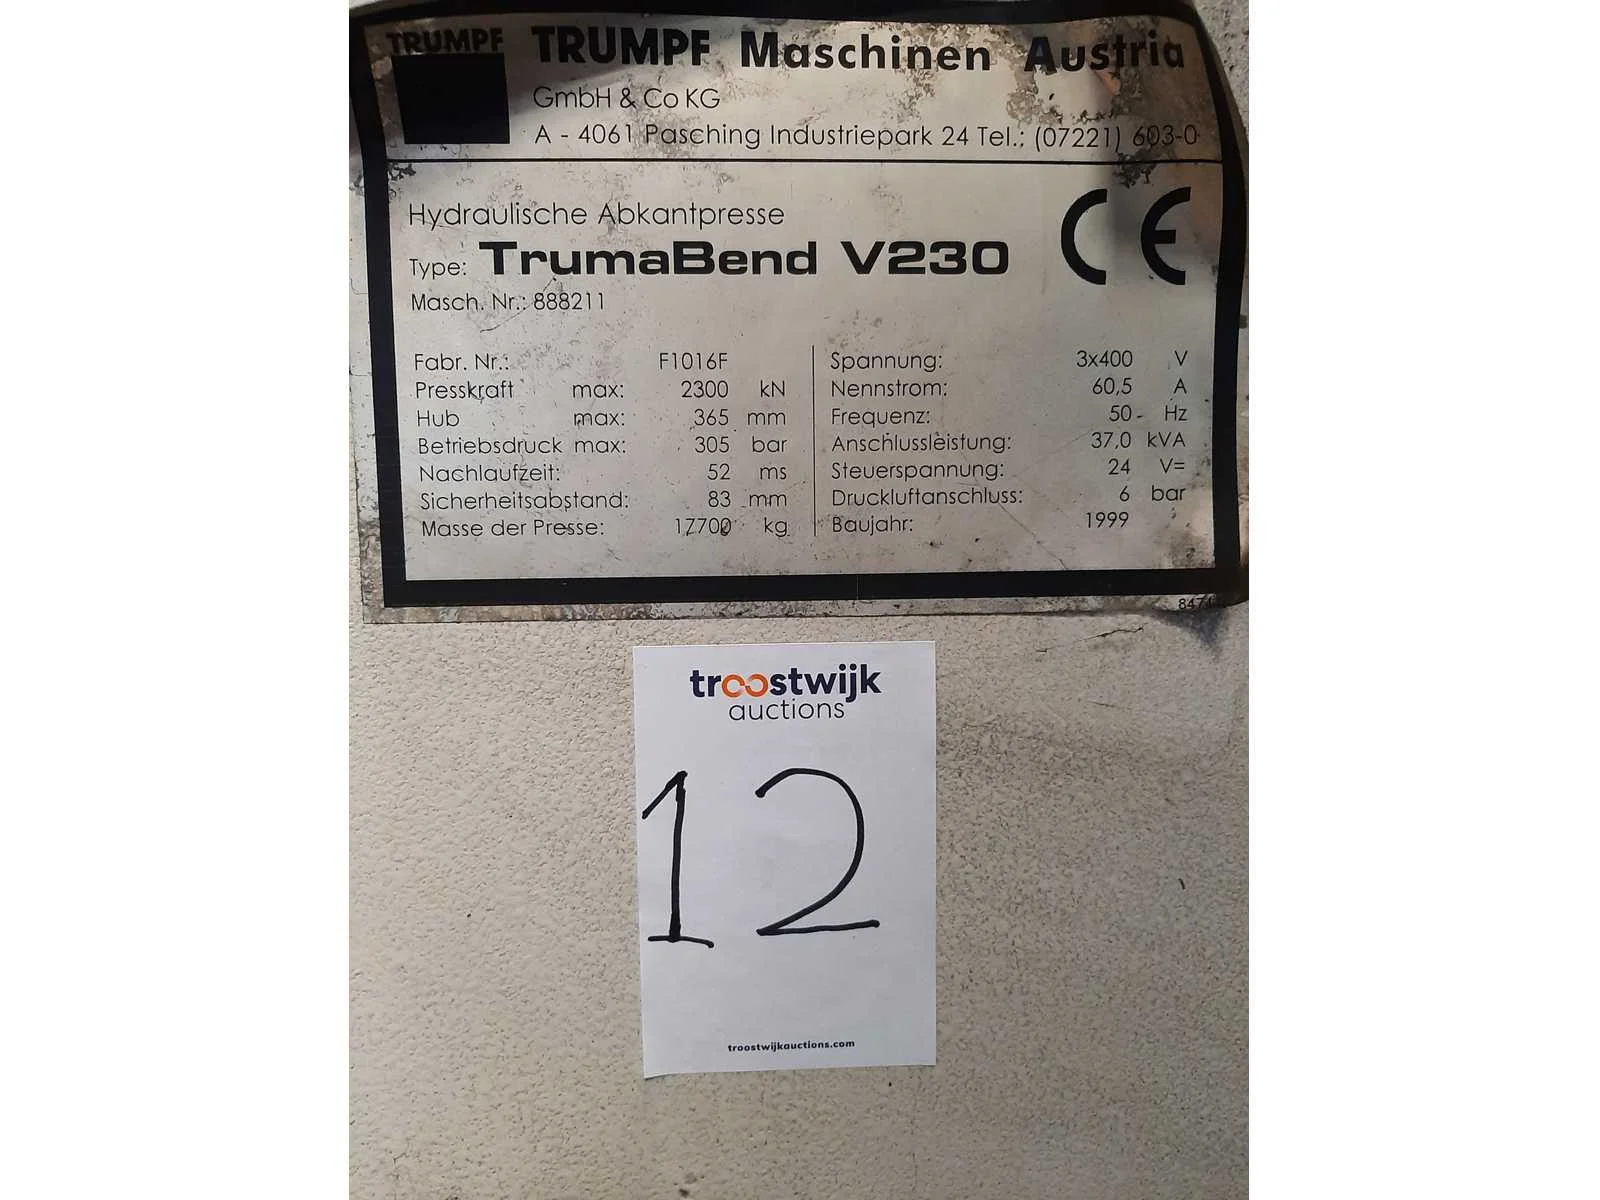 TRUMPF
TRUMPF Maschinen Austria
GmbH & Co KG
A - 4061 Pasching Industriepark 24 Tel.: (07221) 603-0
Hydraulische Abkantpresse
Type: TrumaBend V230
CE
Masch. Nr.: 888211
Fabr. Nr.: F1016F
Presskraft max: 2300 kN
Hub max: 365 mm
Betriebsdruck max: 305 bar
Nachlaufzeit: 52 ms
Sicherheitsabstand: 83 mm
Masse der Presse: 17700 kg
Spannung: 3x400 V
Nennstrom: 60,5 A
Frequenz: 50 Hz
Anschlussleistung: 37,0 kVA
Steuerspannung: 24 V=
Druckluftanschluss: 6 bar
Baujahr: 1999
troostwijk
auctions
12
troostwijkauctions.com